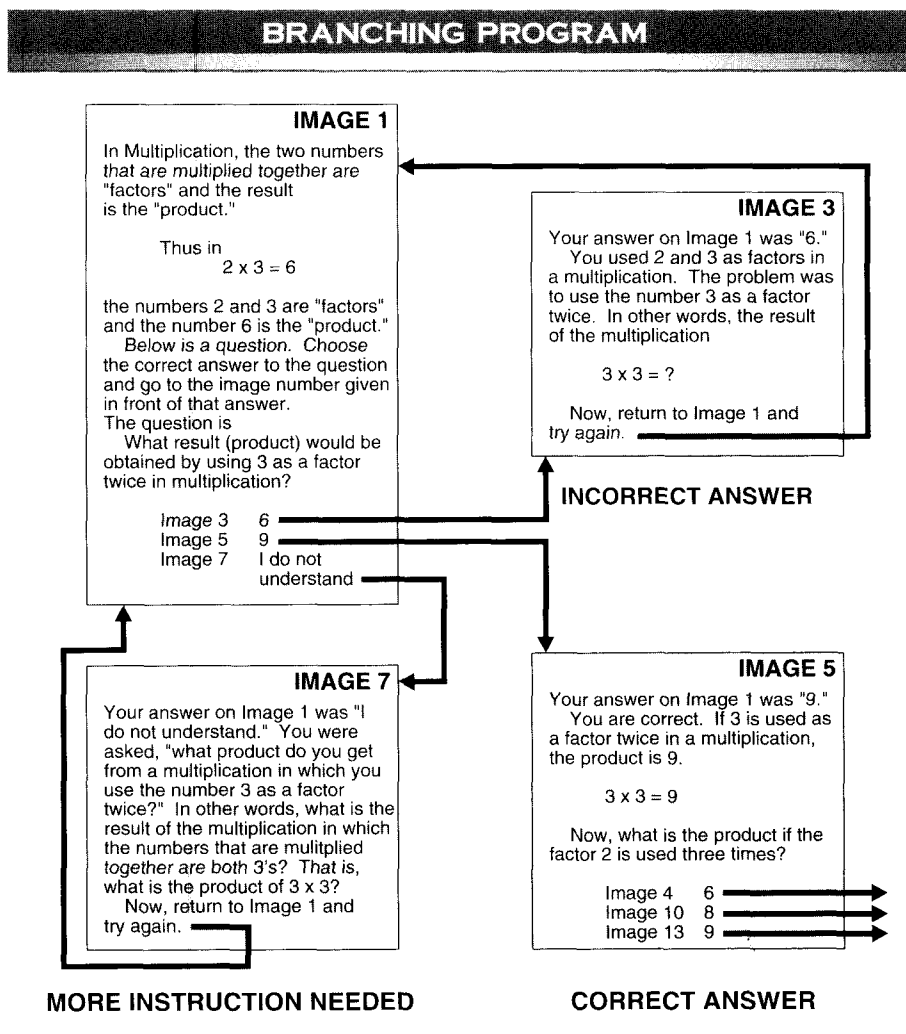 BRANCHING PROGRAM
IMAGE 1
In Multiplication, the two numbers
that are multiplied together are
"factors" and the result
is the "product."
Thus in
2 x 3 = 6
the numbers 2 and 3 are "factors"
and the number 6 is the "product."
Below is a question. Choose
the correct answer to the question
and go to the image number given
in front of that answer.
The question is
What result (product) would be
obtained by using 3 as a factor
twice in multiplication?
Image 3 6
Image 5 9
Image 7 I do not
understand
IMAGE 3
Your answer on Image 1 was "6."
You used 2 and 3 as factors in
a multiplication. The problem was
to use the number 3 as a factor
twice. In other words, the result
of the multiplication
3 x 3 = ?
Now, return to Image 1 and
try again.
INCORRECT ANSWER
IMAGE 7
Your answer on Image 1 was "I
do not understand." You were
asked, "what product do you get
from a multiplication in which you
use the number 3 as a factor
twice?" In other words, what is the
result of the multiplication in which
the numbers that are mulitplied
together are both 3's? That is,
what is the product of 3 x 3?
Now, return to Image 1 and
try again.
MORE INSTRUCTION NEEDED
IMAGE 5
Your answer on Image 1 was "9."
You are correct. If 3 is used as
a factor twice in a multiplication,
the product is 9.
3 x 3 = 9
Now, what is the product if the
factor 2 is used three times?
Image 4 6
Image 10 8
Image 13 9
CORRECT ANSWER